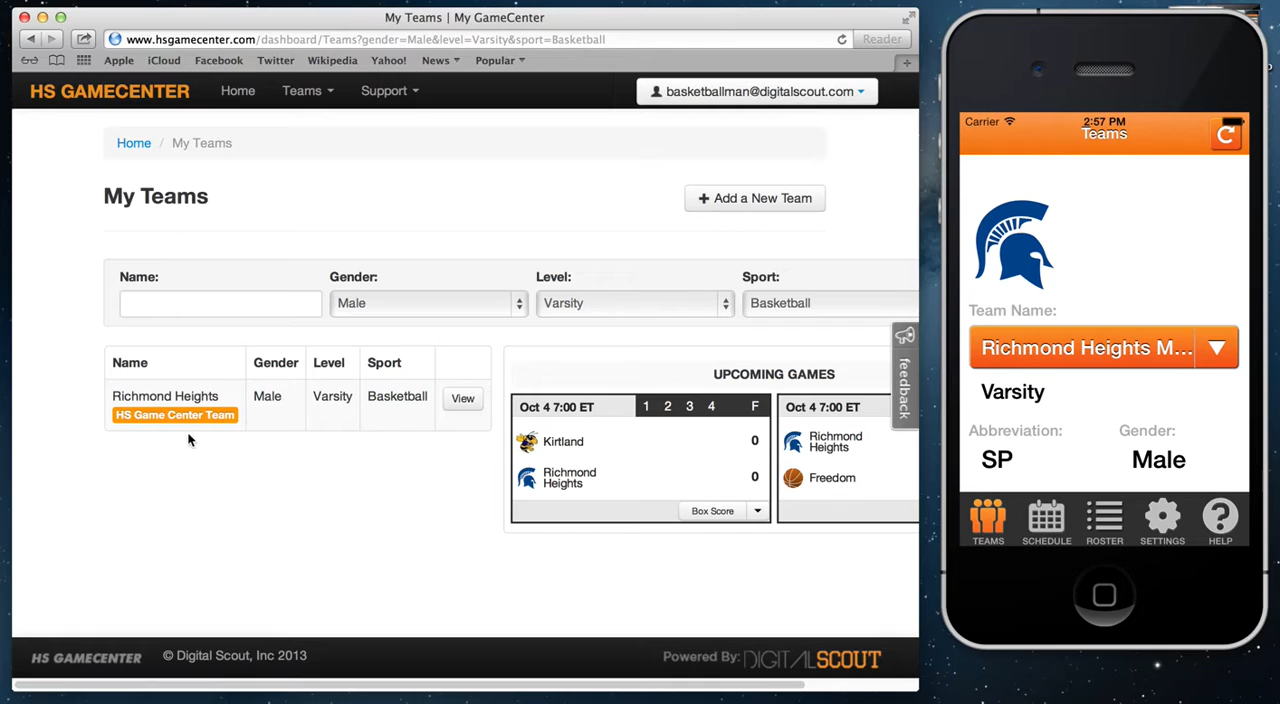 My Teams | My GameCenter
www.hsgamecenter.com/dashboard/Teams?gender=Male&level=Varsity&sport=Basketball
Reader
Apple iCloud Facebook Twitter Wikipedia Yahoo! News Popular
HS GAMECENTER Home Teams Support basketballman@digitalscout.com
Home / My Teams
My Teams
+ Add a New Team
Name: Gender: Level: Sport:
Male Varsity Basketball
feedback
Name Gender Level Sport
Richmond Heights Male Varsity Basketball View
HS Game Center Team
UPCOMING GAMES
Oct 4 7:00 ET 1 2 3 4 F
Kirtland 0
Richmond Heights 0
Box Score
Oct 4 7:00 ET
Richmond Heights
Freedom
HS GAMECENTER © Digital Scout, Inc 2013 Powered By: DIGITALSCOUT
Carrier 2:57 PM
Teams
Team Name:
Richmond Heights M...
Varsity
Abbreviation: Gender:
SP Male
TEAMS SCHEDULE ROSTER SETTINGS HELP